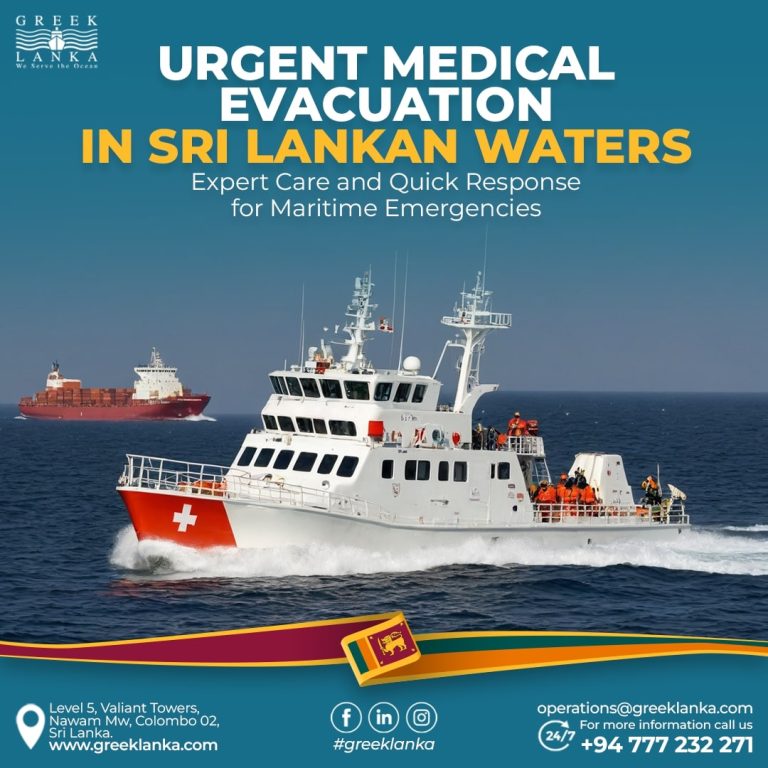 GREEK
LANKA
We Serve the Ocean
URGENT MEDICAL
EVACUATION
IN SRI LANKAN WATERS
Expert Care and Quick Response
for Maritime Emergencies
Level 5, Valiant Towers,
Nawam Mw, Colombo 02,
Sri Lanka.
www.greeklanka.com
#greeklanka
operations@greeklanka.com
24/7
For more information call us
+94 777 232 271